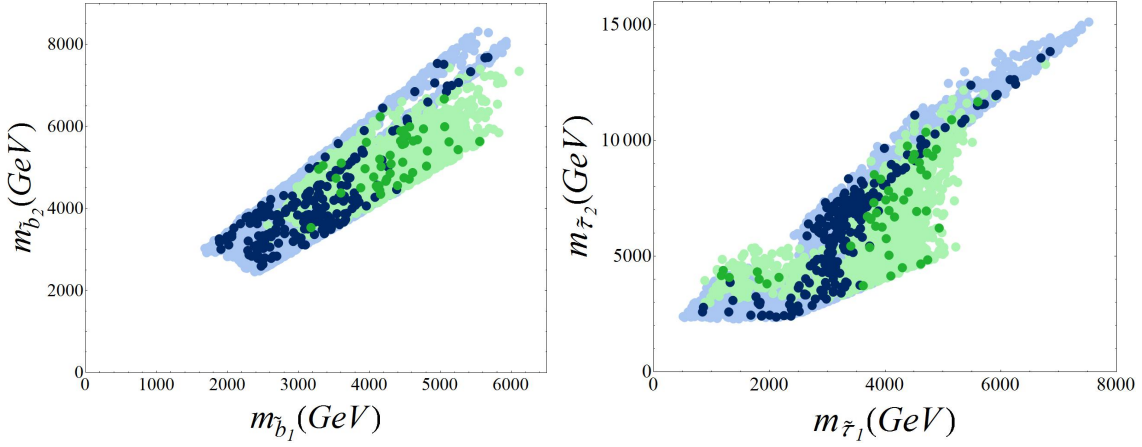 8000
6000
4000
2000
0
0 1000 2000 3000 4000 5000 6000
m_{\tilde{b}_2}(GeV)
m_{\tilde{b}_1}(GeV)
15 000
10 000
5000
0
0 2000 4000 6000 8000
m_{\tilde{τ}_2}(GeV)
m_{\tilde{τ}_1}(GeV)